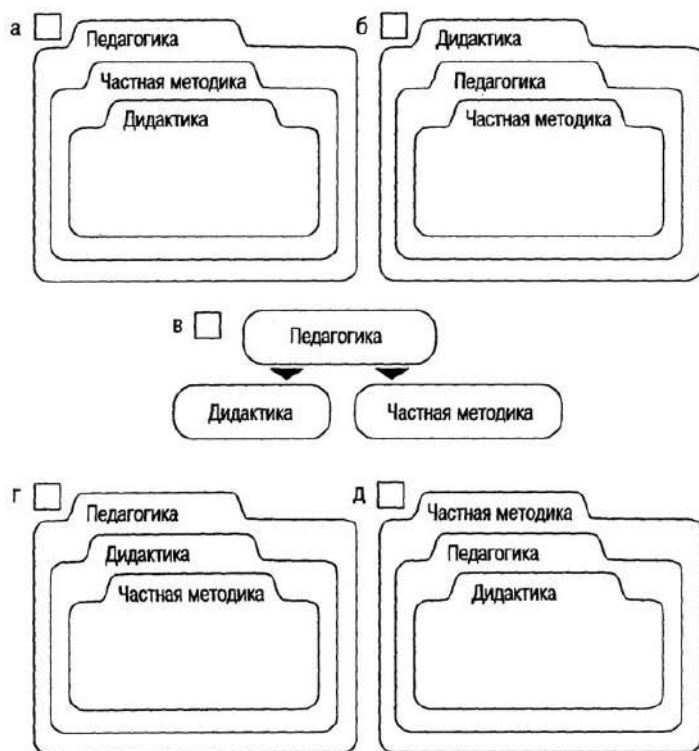 а
Педагогика
Частная методика
Дидактика
б
Дидактика
Педагогика
Частная методика
в
Педагогика
Дидактика
Частная методика
г
Педагогика
Дидактика
Частная методика
д
Частная методика
Педагогика
Дидактика